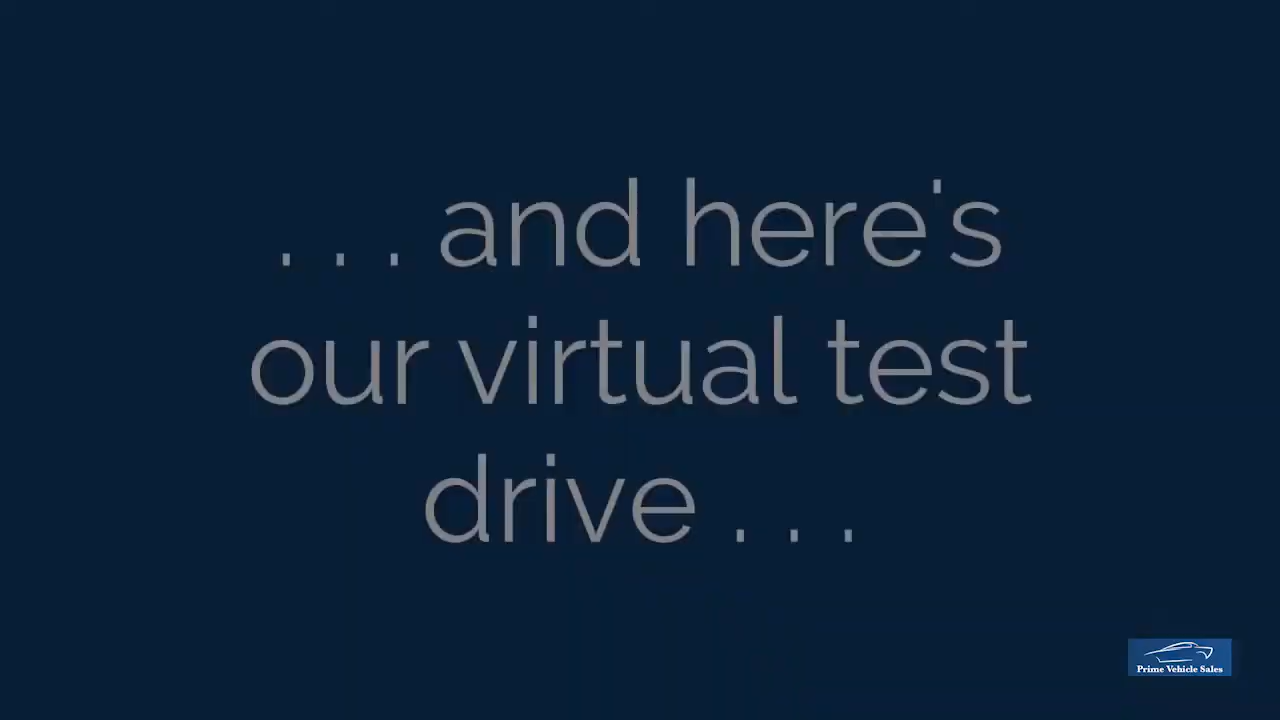 . . . and here's
our virtual test
drive . . .
Prime Vehicle Sales